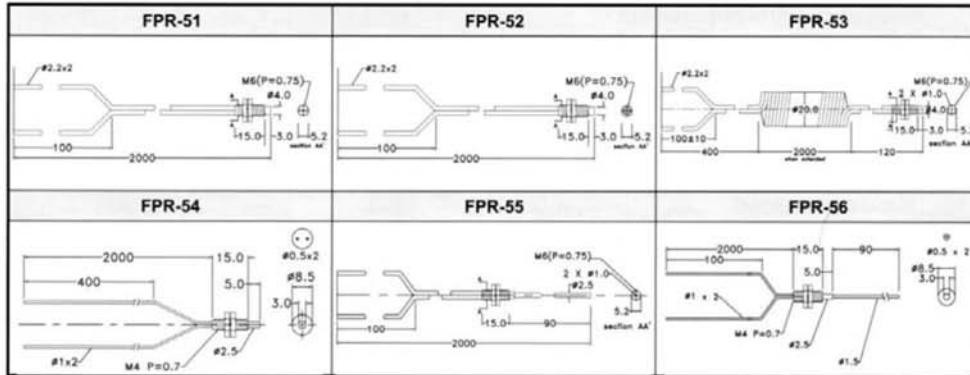 FPR-51 FPR-52 FPR-53
ø2.2x2
M6(P=0.75)
ø4.0
15.0 3.0 5.2
section AA'
100
2000
ø2.2x2
M6(P=0.75)
ø4.0
15.0 3.0 5.2
section AA'
100
2000
ø2.2x2
M6(P=0.75)
2 X ø1.0
ø4.0
ø20.0
15.0 3.0
section AA'
100±10
400 2000 120
when extended
FPR-54 FPR-55 FPR-56
2000 15.0
ø0.5x2
400 5.0
ø8.5
3.0
ø2.5
M4 P=0.7
ø1x2
M6(P=0.75)
2 X ø1.0
ø2.5
5.2
15.0 90
section AA'
100
2000
2000 15.0 90
100 5.0
ø0.5 x 2
ø8.5
3.0
ø1 x 2
M4 P=0.7
ø2.5
ø1.5